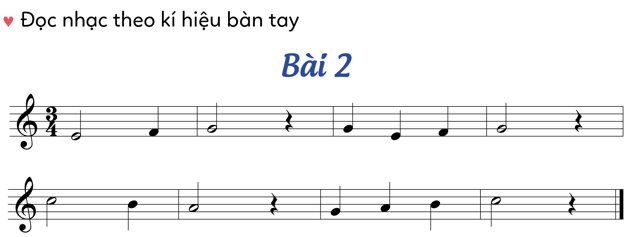 ♥ Đọc nhạc theo kí hiệu bàn tay
Bài 2
3
4